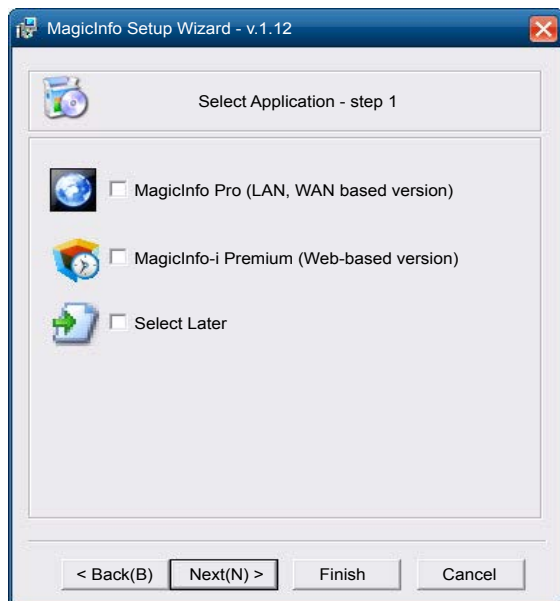 MagicInfo Setup Wizard - v.1.12
Select Application - step 1
MagicInfo Pro (LAN, WAN based version)
MagicInfo-i Premium (Web-based version)
Select Later
< Back(B) Next(N) > Finish Cancel